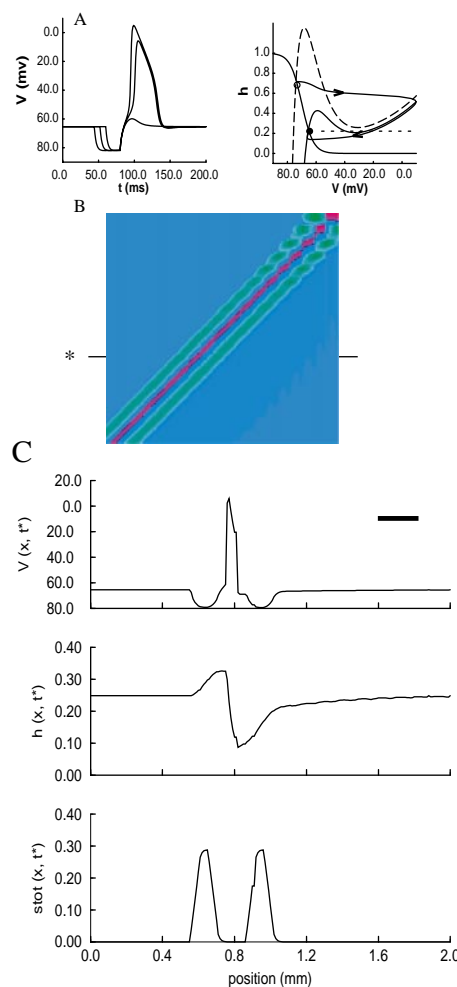 A
V (mv)
0.0
20.0
40.0
60.0
80.0
0.0 50.0 100.0 150.0 200.0
t (ms)
h
1.0
0.8
0.6
0.4
0.2
0.0
80.0 60.0 40.0 20.0 0.0
V (mV)
B
*
C
V (x, t*)
20.0
0.0
20.0
40.0
60.0
80.0
h (x, t*)
0.40
0.30
0.20
0.10
0.00
stot (x, t*)
0.40
0.30
0.20
0.10
0.00
0.0 0.4 0.8 1.2 1.6 2.0
position (mm)